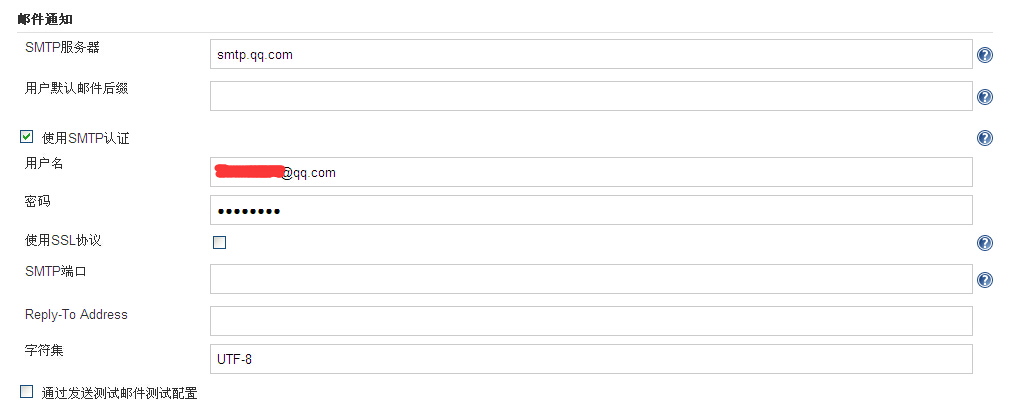 邮件通知
SMTP服务器
smtp.qq.com
用户默认邮件后缀
使用SMTP认证
用户名
@qq.com
密码
使用SSL协议
SMTP端口
Reply-To Address
字符集
UTF-8
通过发送测试邮件测试配置